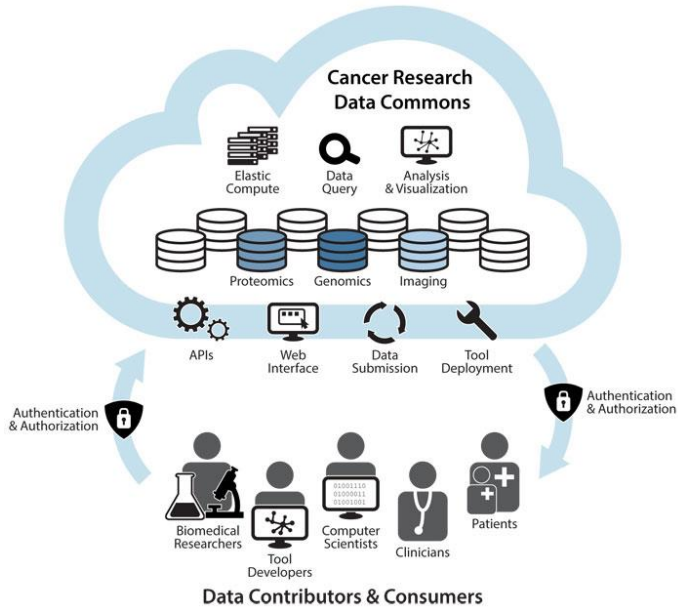 Cancer Research
Data Commons
Elastic
Compute
Data
Query
Analysis
& Visualization
Proteomics
Genomics
Imaging
APIs
Web
Interface
Data
Submission
Tool
Deployment
Authentication
& Authorization
Authentication
& Authorization
01001110
01000011
01001001
Biomedical
Researchers
Tool
Developers
Computer
Scientists
Clinicians
Patients
Data Contributors & Consumers